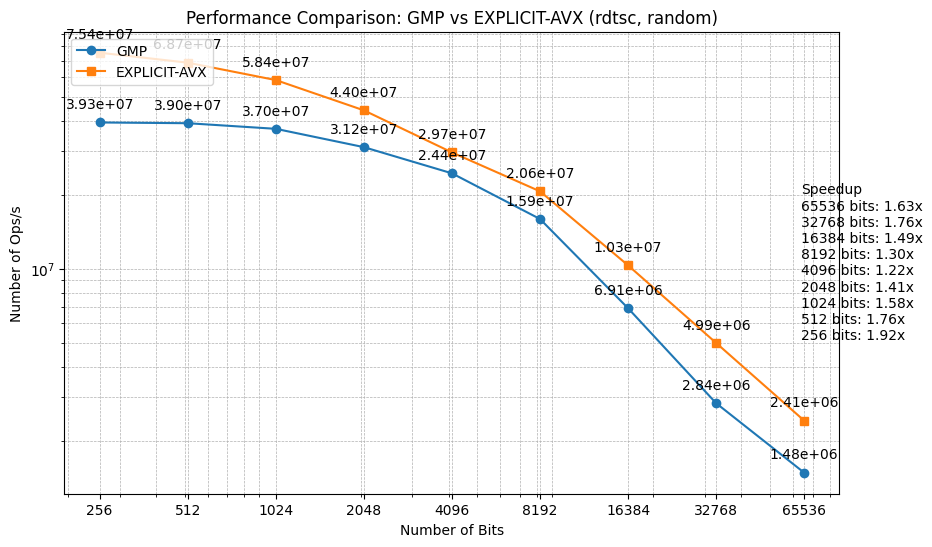 Performance Comparison: GMP vs EXPLICIT-AVX (rdtsc, random)
7.54e+07
6.87e+07
5.84e+07
4.40e+07
2.97e+07
2.06e+07
1.03e+07
4.99e+06
2.41e+06
GMP
EXPLICIT-AVX
3.93e+07
3.90e+07
3.70e+07
3.12e+07
2.44e+07
1.59e+07
6.91e+06
2.84e+06
1.48e+06
Speedup
65536 bits: 1.63x
32768 bits: 1.76x
16384 bits: 1.49x
8192 bits: 1.30x
4096 bits: 1.22x
2048 bits: 1.41x
1024 bits: 1.58x
512 bits: 1.76x
256 bits: 1.92x
Number of Ops/s
10^7
256 512 1024 2048 4096 8192 16384 32768 65536
Number of Bits